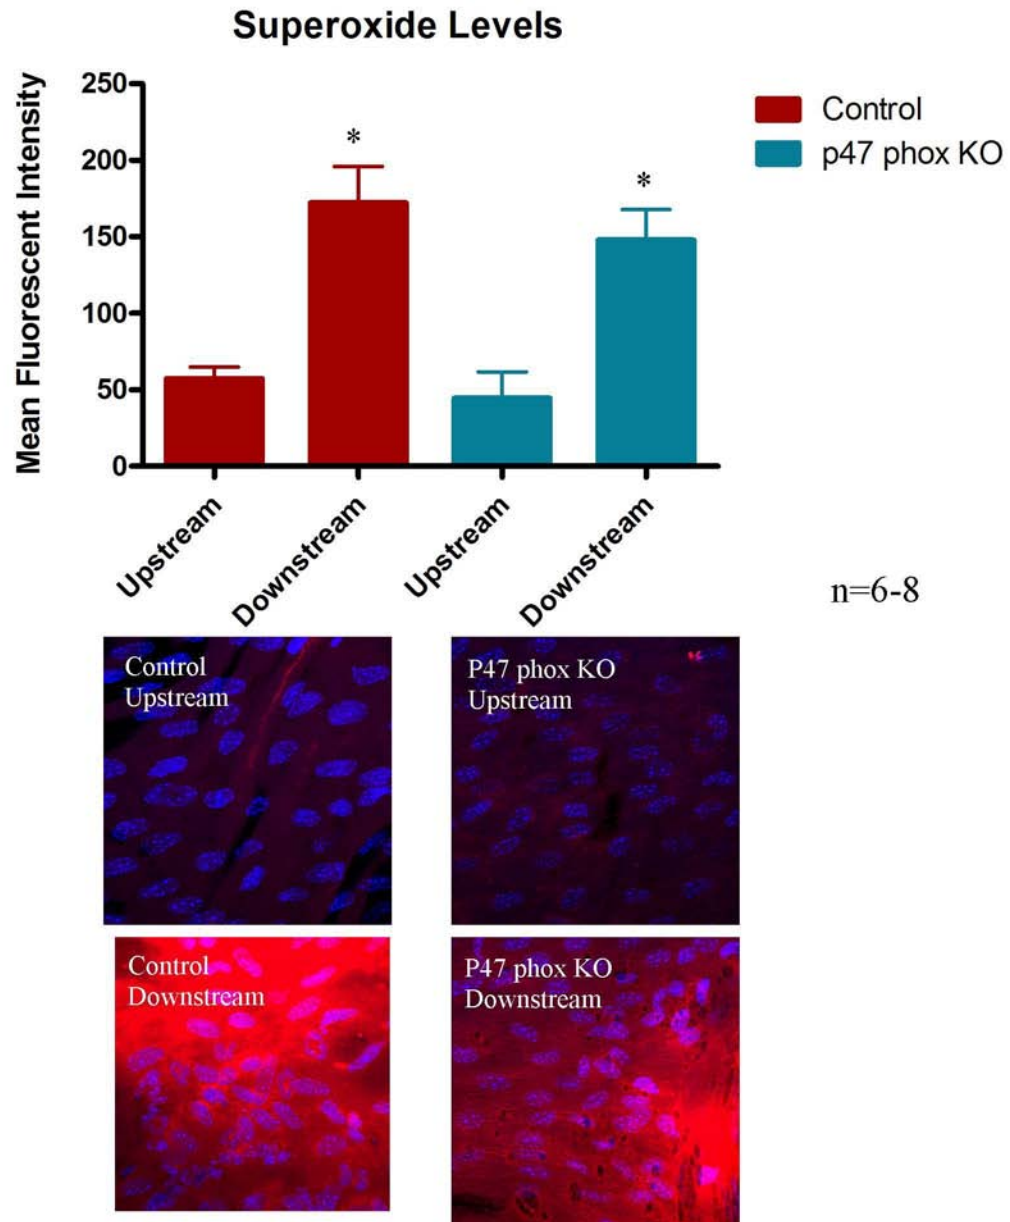 Superoxide Levels
Mean Fluorescent Intensity
250
200
150
100
50
0
*
*
Control
p47 phox KO
Upstream
Downstream
Upstream
Downstream
n=6-8
Control
Upstream
P47 phox KO
Upstream
Control
Downstream
P47 phox KO
Downstream